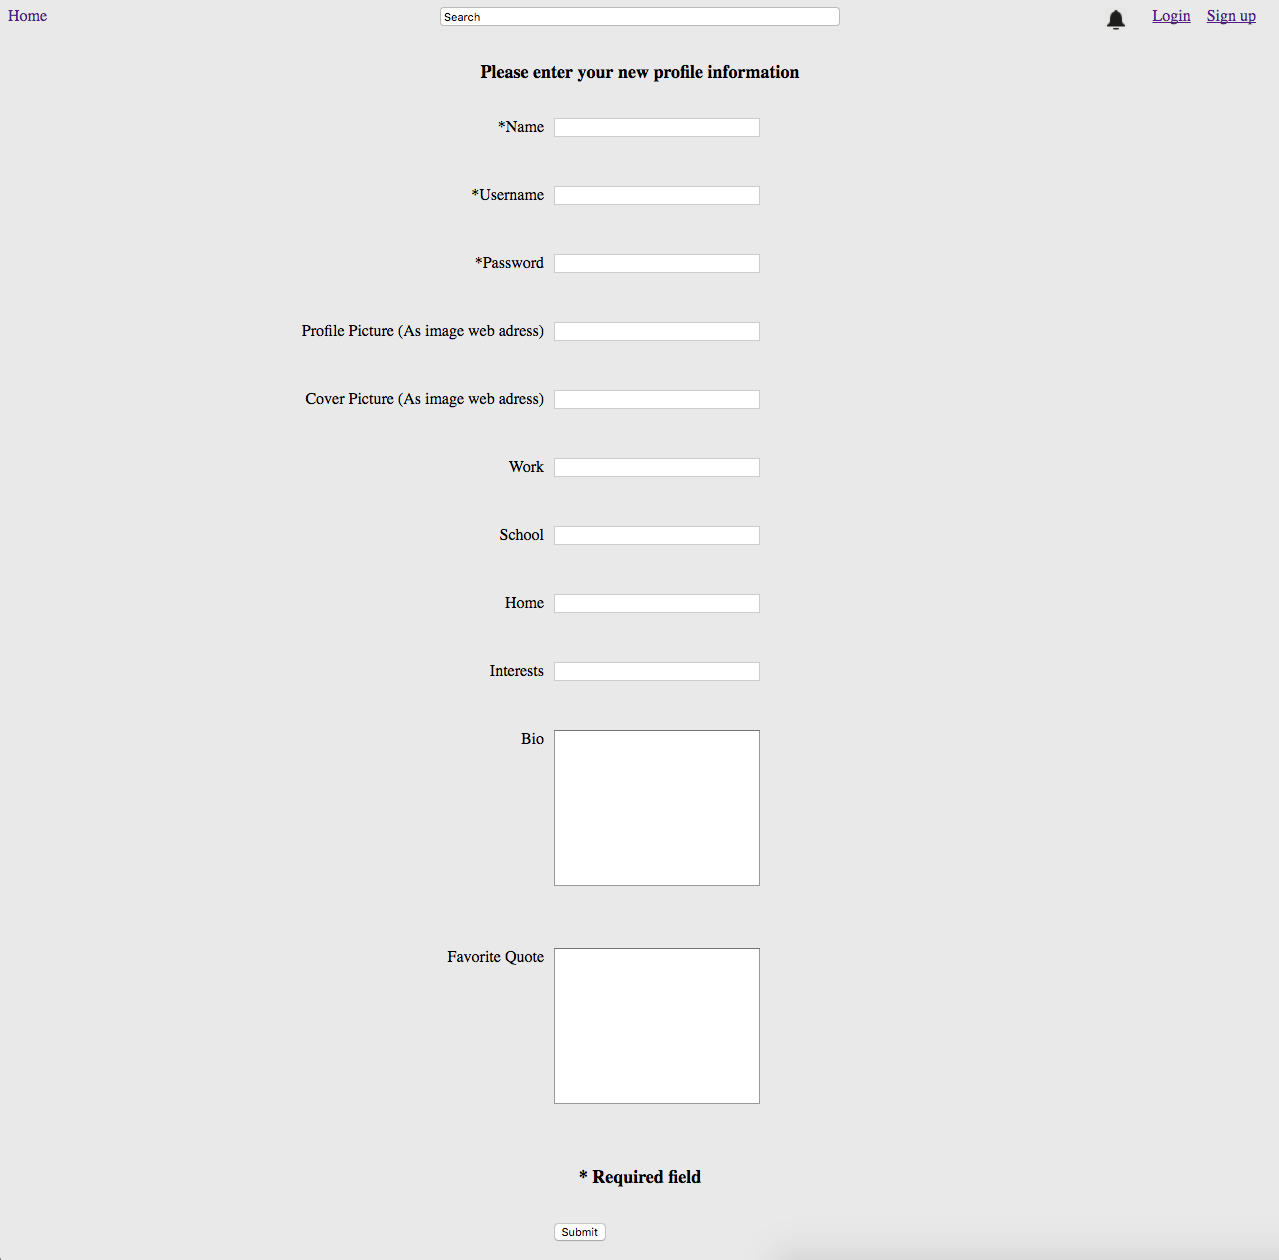 Home Search Login Sign up
Please enter your new profile information
*Name
*Username
*Password
Profile Picture (As image web adress)
Cover Picture (As image web adress)
Work
School
Home
Interests
Bio
Favorite Quote
* Required field
Submit